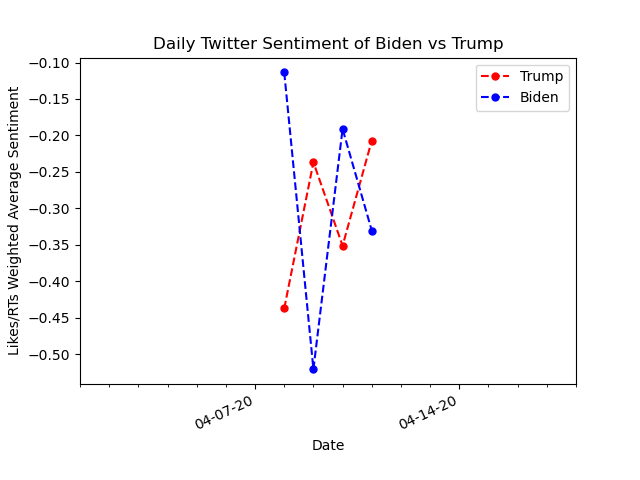 Daily Twitter Sentiment of Biden vs Trump
Trump
Biden
Likes/RTs Weighted Average Sentiment
−0.10
−0.15
−0.20
−0.25
−0.30
−0.35
−0.40
−0.45
−0.50
04-07-20
04-14-20
Date